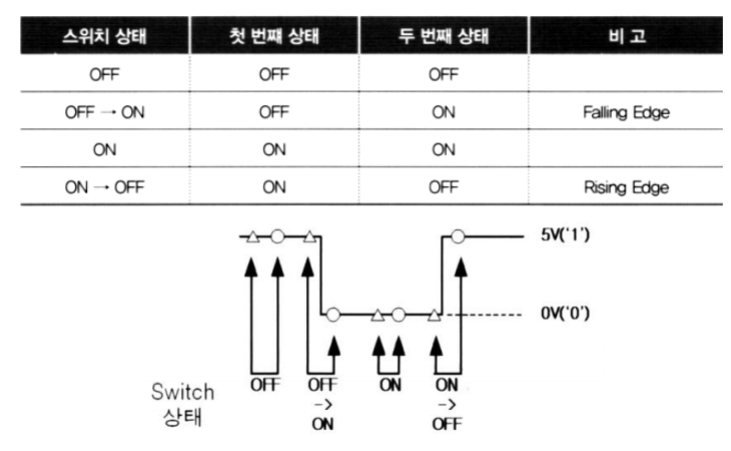 스위치 상태 첫 번째 상태 두 번째 상태 비 고
OFF OFF OFF
OFF → ON OFF ON Falling Edge
ON ON ON
ON → OFF ON OFF Rising Edge
5V('1')
0V('0')
Switch
상태
OFF
OFF
->
ON
ON
ON
->
OFF